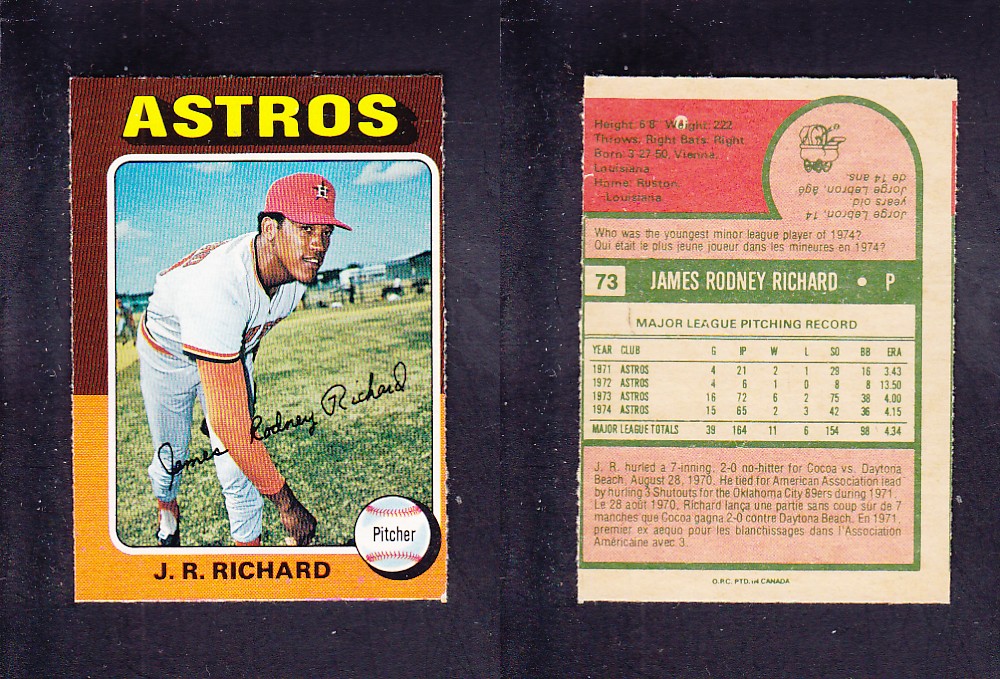 ASTROS
James Rodney Richard
Pitcher
J. R. RICHARD
Height: 6'8" Weight: 222
Throws: Right Bats: Right
Born: 3-27-50, Vienna,
Louisiana
Home: Ruston,
Louisiana
Jorge Lebron, 14
years old.
Jorge Lebron, âgé
de 14 ans.
Who was the youngest minor league player of 1974?
Qui était le plus jeune joueur dans les mineures en 1974?
73 JAMES RODNEY RICHARD • P
MAJOR LEAGUE PITCHING RECORD
YEAR CLUB G IP W L SO BB ERA
1971 ASTROS 4 21 2 1 29 16 3.43
1972 ASTROS 4 6 1 0 8 8 13.50
1973 ASTROS 16 72 6 2 75 38 4.00
1974 ASTROS 15 65 2 3 42 36 4.15
MAJOR LEAGUE TOTALS 39 164 11 6 154 98 4.34
J. R. hurled a 7-inning, 2-0 no-hitter for Cocoa vs. Daytona
Beach, August 28, 1970. He tied for American Association lead
by hurling 3 Shutouts for the Oklahoma City 89ers during 1971.
Le 28 août 1970, Richard lança une partie sans coup sûr de 7
manches que Cocoa gagna 2-0 contre Daytona Beach. En 1971,
premier ex aequo pour les blanchissages dans l'Association
Américaine avec 3.
O.P.C. PTD. IN CANADA